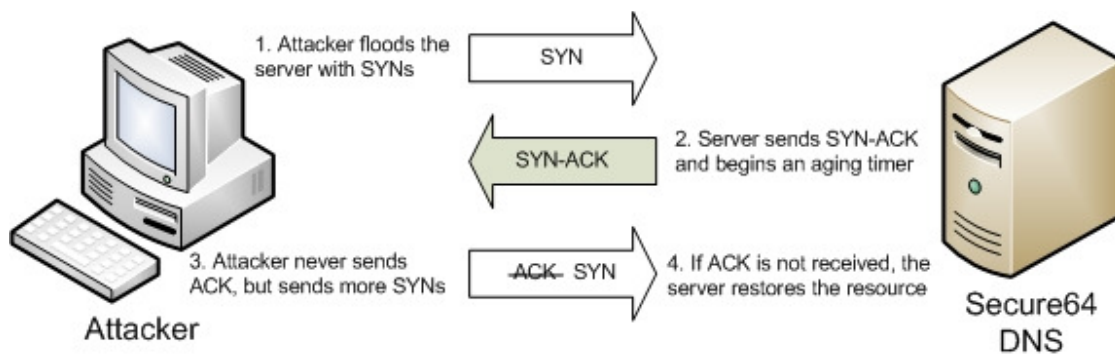 1. Attacker floods the
server with SYNs
SYN
SYN-ACK
2. Server sends SYN-ACK
and begins an aging timer
3. Attacker never sends
ACK, but sends more SYNs
ACK SYN
4. If ACK is not received, the
server restores the resource
Attacker
Secure64
DNS